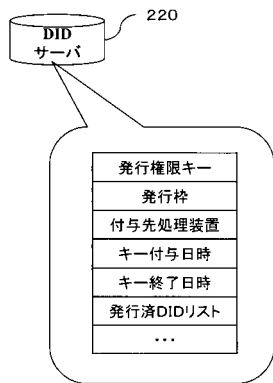 220
DID
サーバ
発行権限キー
発行枠
付与先処理装置
キー付与日時
キー終了日時
発行済DIDリスト
・・・